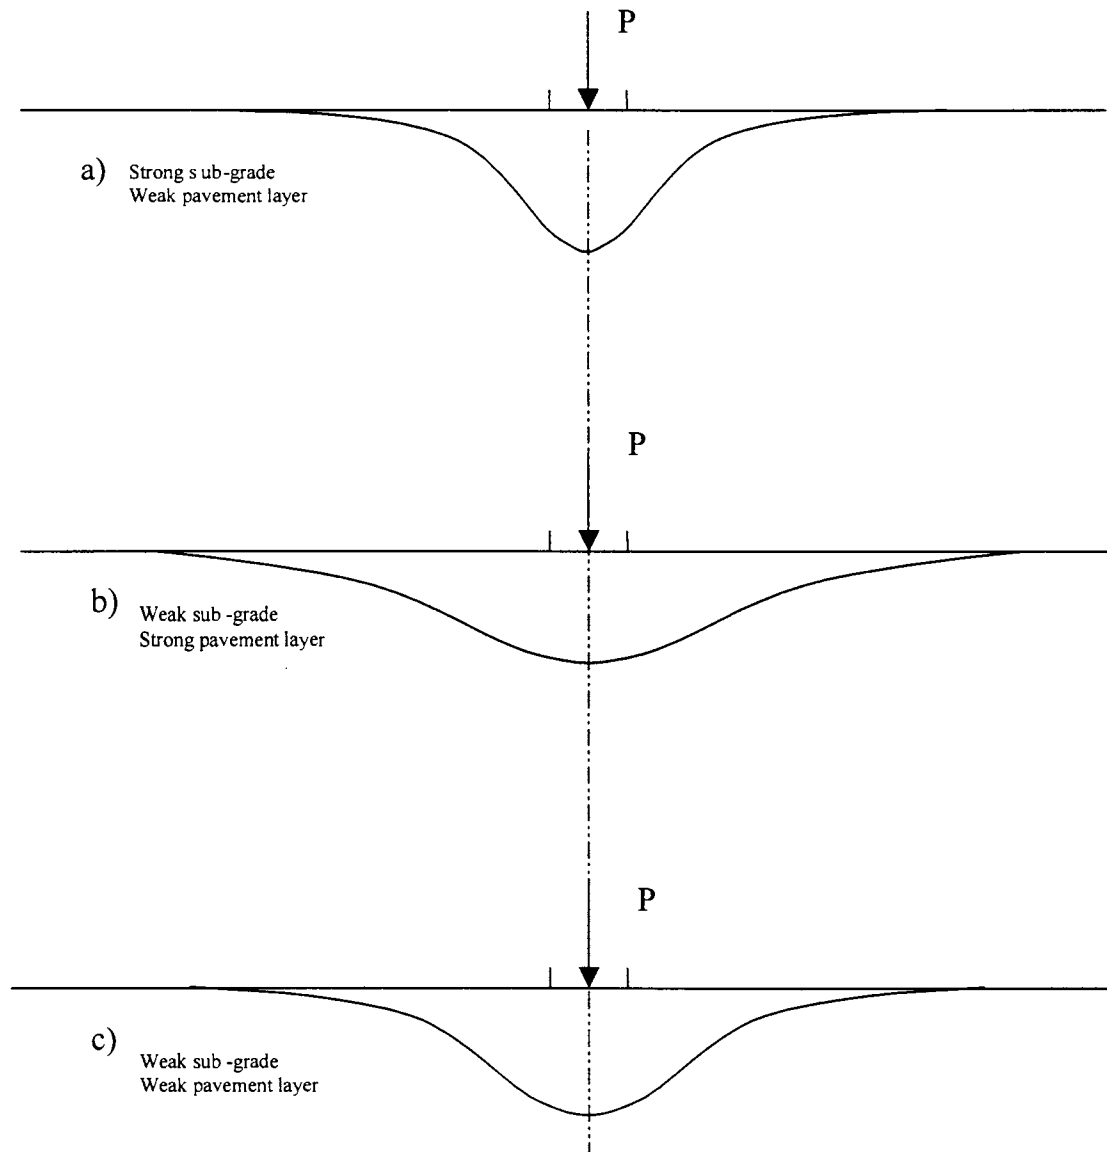 P
a) Strong s ub-grade
Weak pavement layer
P
b) Weak sub -grade
Strong pavement layer
P
c) Weak sub -grade
Weak pavement layer